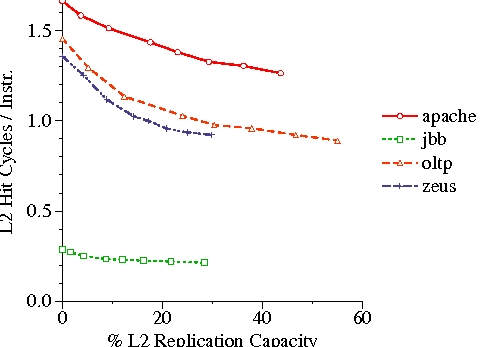 1.5
1.0
0.5
0.0
0
20
40
60
L2 Hit Cycles / Instr.
% L2 Replication Capacity
apache
jbb
oltp
zeus